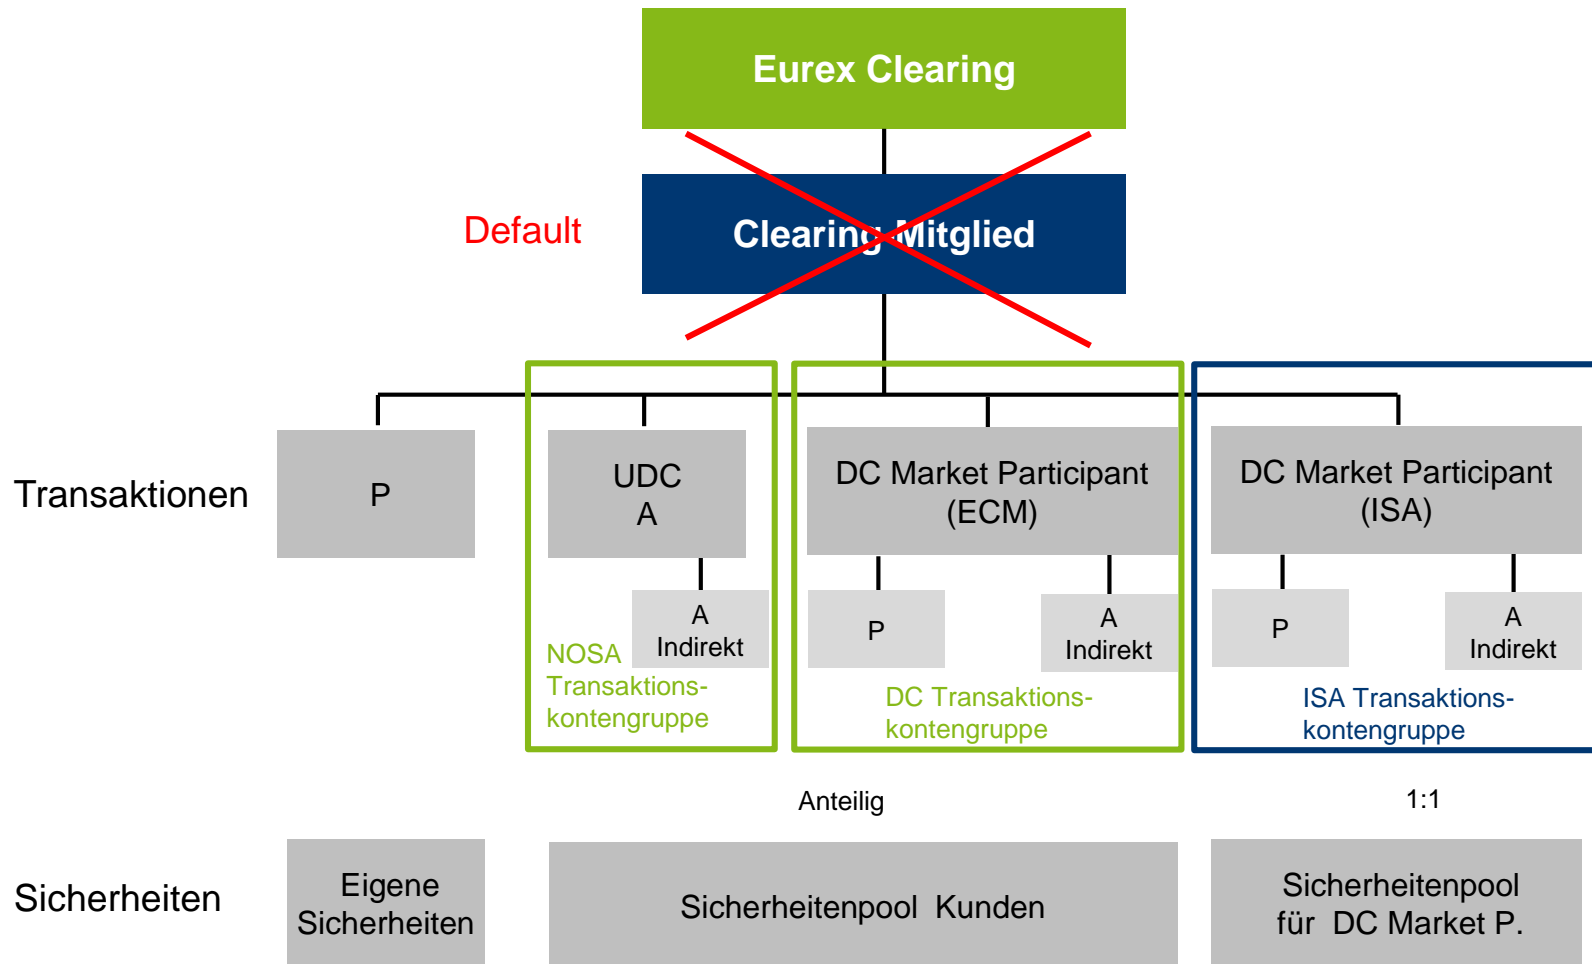 Eurex Clearing
Default
Clearing-Mitglied
Transaktionen
P
UDC
A
DC Market Participant
(ECM)
DC Market Participant
(ISA)
A
Indirekt
P
A
Indirekt
P
A
Indirekt
NOSA
Transaktions-
kontengruppe
DC Transaktions-
kontengruppe
ISA Transaktions-
kontengruppe
Anteilig
1:1
Sicherheiten
Eigene
Sicherheiten
Sicherheitenpool Kunden
Sicherheitenpool
für DC Market P.